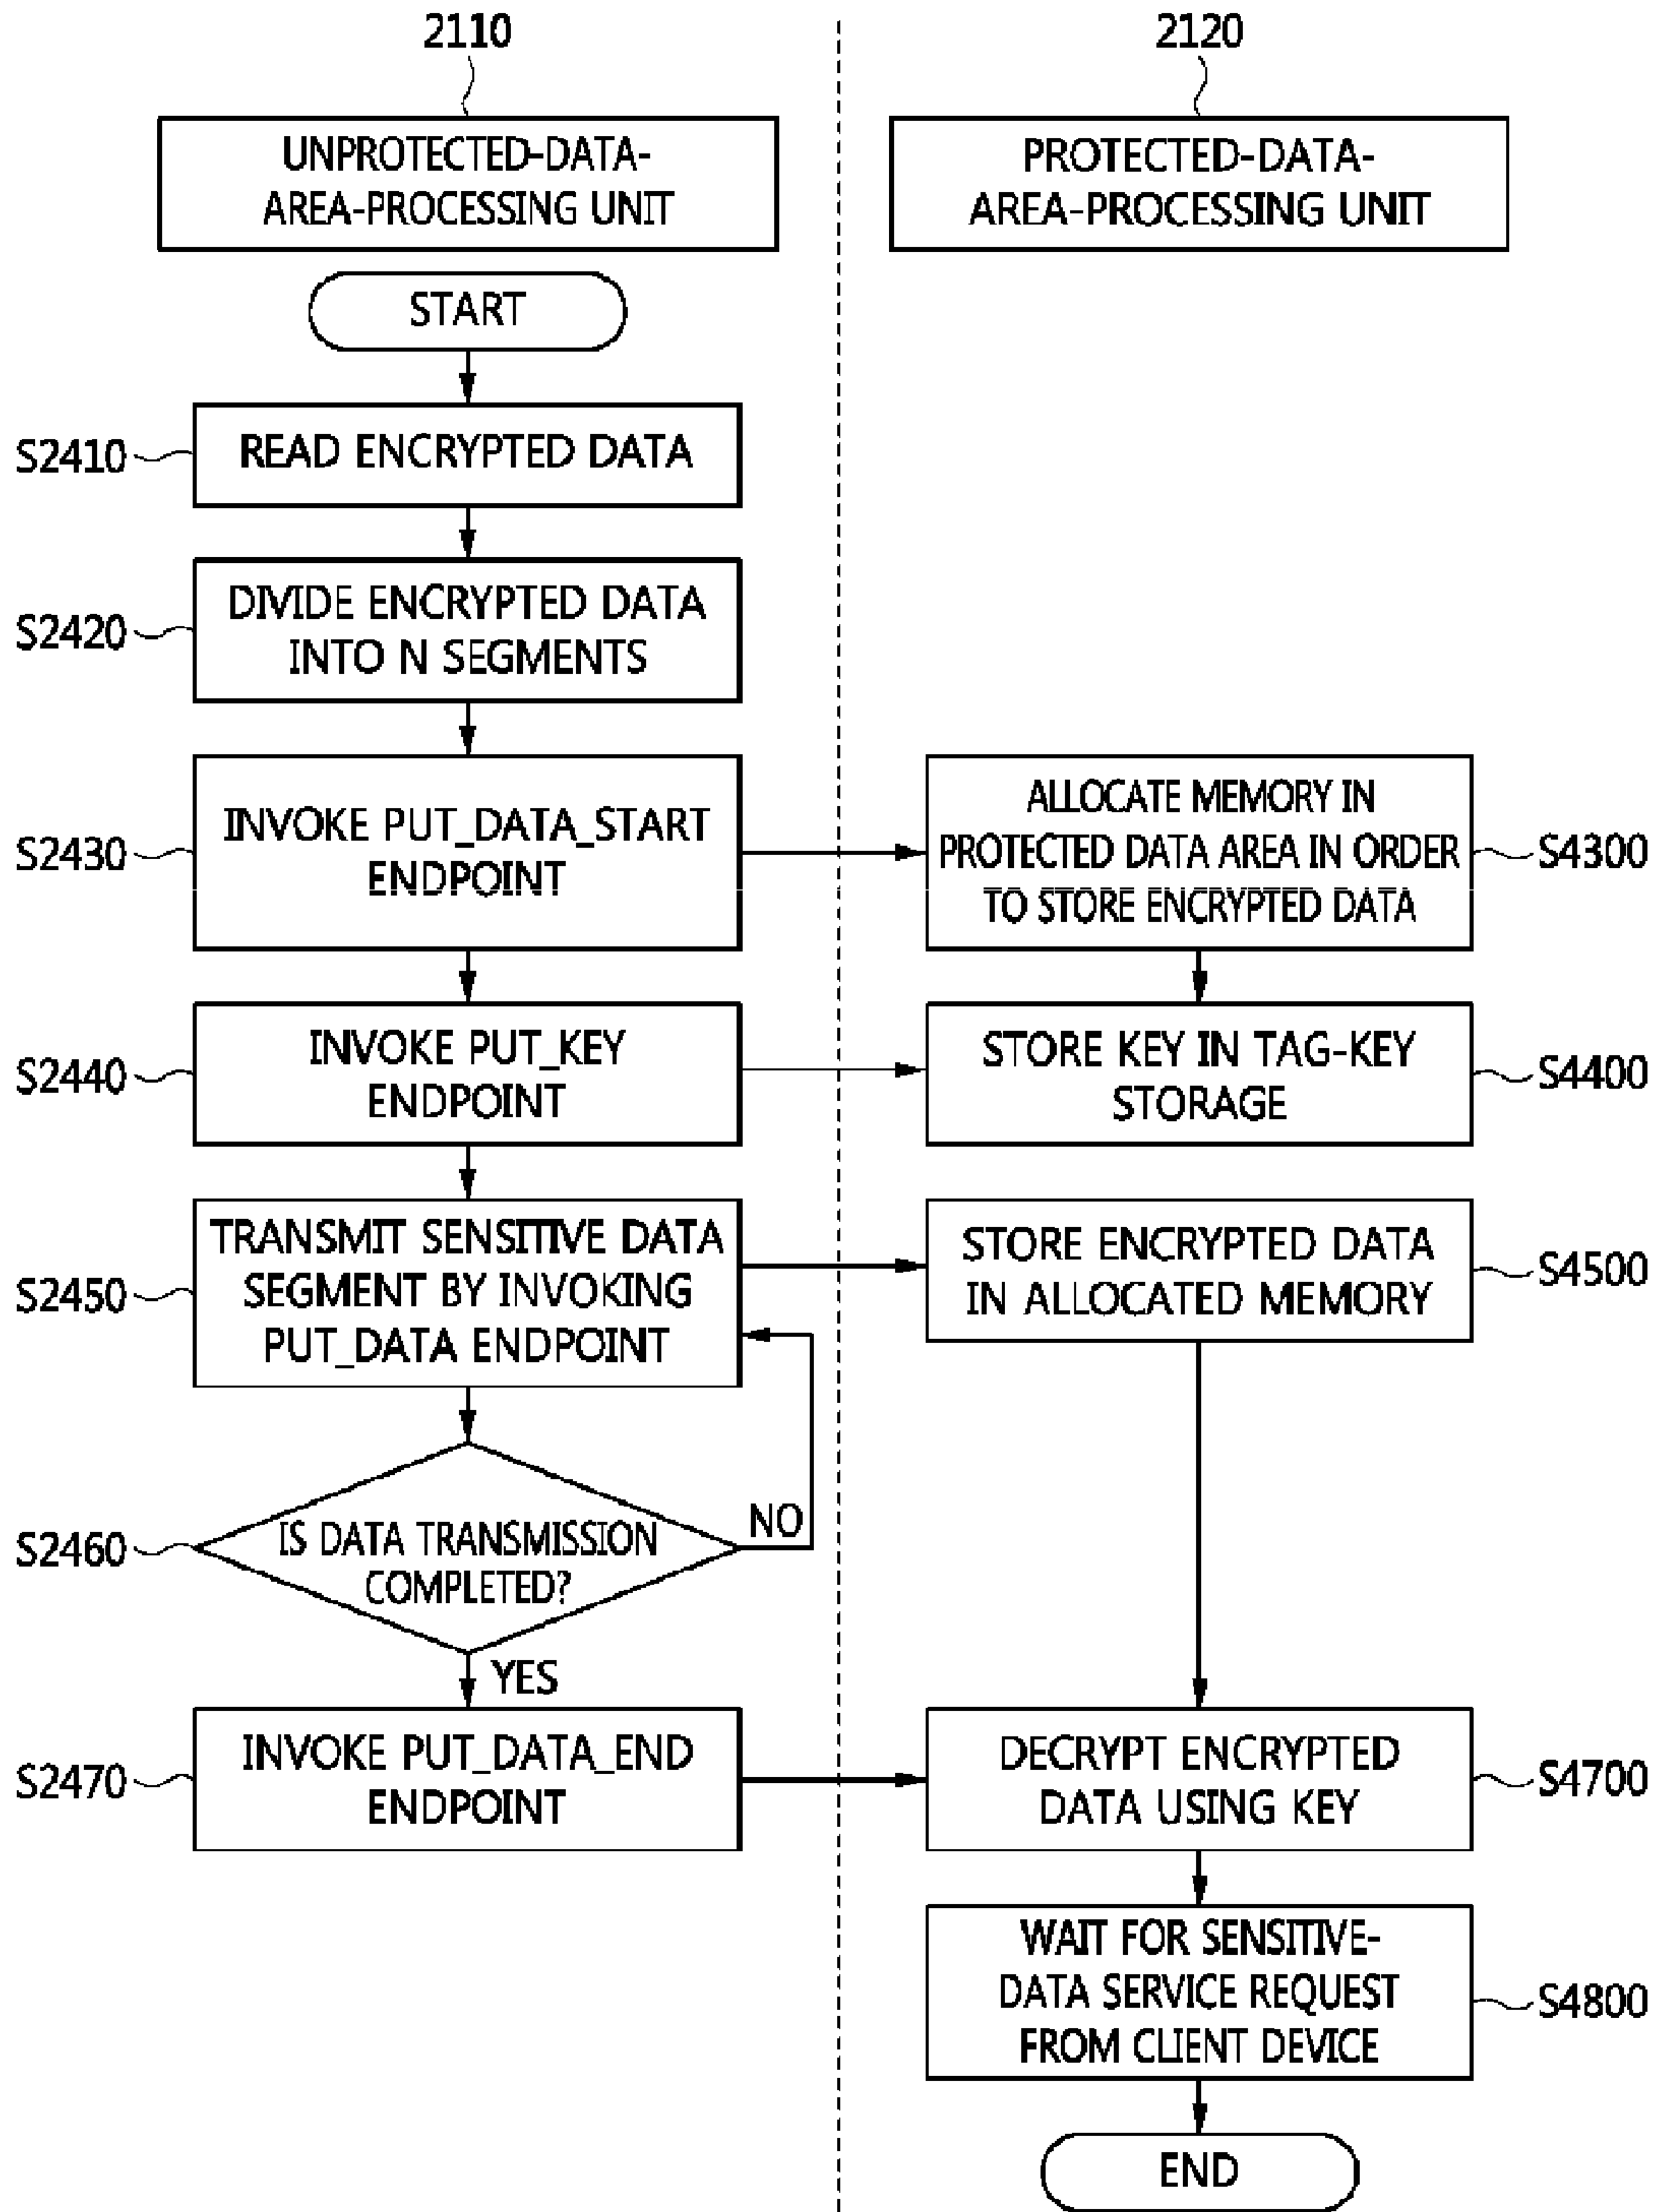 2110
2120
UNPROTECTED-DATA-
AREA-PROCESSING UNIT
PROTECTED-DATA-
AREA-PROCESSING UNIT
START
S2410
READ ENCRYPTED DATA
S2420
DIVIDE ENCRYPTED DATA
INTO N SEGMENTS
S2430
INVOKE PUT_DATA_START
ENDPOINT
ALLOCATE MEMORY IN
PROTECTED DATA AREA IN ORDER
TO STORE ENCRYPTED DATA
S4300
S2440
INVOKE PUT_KEY
ENDPOINT
STORE KEY IN TAG-KEY
STORAGE
S4400
S2450
TRANSMIT SENSITIVE DATA
SEGMENT BY INVOKING
PUT_DATA ENDPOINT
STORE ENCRYPTED DATA
IN ALLOCATED MEMORY
S4500
S2460
IS DATA TRANSMISSION
COMPLETED?
NO
YES
S2470
INVOKE PUT_DATA_END
ENDPOINT
DECRYPT ENCRYPTED
DATA USING KEY
S4700
WAIT FOR SENSITIVE-
DATA SERVICE REQUEST
FROM CLIENT DEVICE
S4800
END